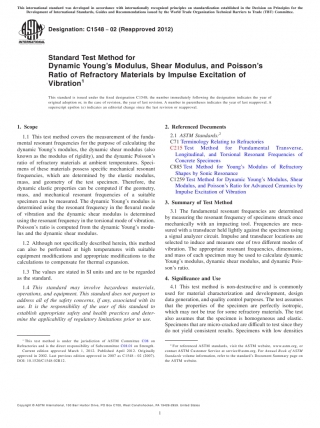 This international standard was developed in accordance with internationally recognized principles on standardization established in the Decision on Principles for the
Development of International Standards, Guides and Recommendations issued by the World Trade Organization Technical Barriers to Trade (TBT) Committee.
Designation: C1548 − 02 (Reapproved 2012)
INTERNATIONAL
Standard Test Method for
Dynamic Young's Modulus, Shear Modulus, and Poisson's
Ratio of Refractory Materials by Impulse Excitation of
Vibration1
This standard is issued under the fixed designation C1548; the number immediately following the designation indicates the year of
original adoption or, in the case of revision, the year of last revision. A number in parentheses indicates the year of last reapproval. A
superscript epsilon (ε) indicates an editorial change since the last revision or reapproval.
1. Scope
1.1 This test method covers the measurement of the funda-
mental resonant frequencies for the purpose of calculating the
dynamic Young's modulus, the dynamic shear modulus (also
known as the modulus of rigidity), and the dynamic Poisson's
ratio of refractory materials at ambient temperatures. Speci-
mens of these materials possess specific mechanical resonant
frequencies, which are determined by the elastic modulus,
mass, and geometry of the test specimen. Therefore, the
dynamic elastic properties can be computed if the geometry,
mass, and mechanical resonant frequencies of a suitable
specimen can be measured. The dynamic Young's modulus is
determined using the resonant frequency in the flexural mode
of vibration and the dynamic shear modulus is determined
using the resonant frequency in the torsional mode of vibration.
Poisson's ratio is computed from the dynamic Young's modu-
lus and the dynamic shear modulus.
1.2 Although not specifically described herein, this method
can also be performed at high temperatures with suitable
equipment modifications and appropriate modifications to the
calculations to compensate for thermal expansion.
1.3 The values are stated in SI units and are to be regarded
as the standard.
1.4 This standard may involve hazardous materials,
operations, and equipment. This standard does not purport to
address all of the safety concerns, if any, associated with its
use. It is the responsibility of the user of this standard to
establish appropriate safety and health practices and deter-
mine the applicability of regulatory limitations prior to use.
1 This test method is under the jurisdiction of ASTM Committee C08 on
Refractories and is the direct responsibility of Subcommittee C08.01 on Strength.
Current edition approved March 1, 2012. Published April 2012. Originally
approved in 2002. Last previous edition approved in 2007 as C1548 – 02 (2007).
DOI: 10.1520/C1548-02R12.
2. Referenced Documents
2.1 ASTM Standards:2
C71 Terminology Relating to Refractories
C215 Test Method for Fundamental Transverse,
Longitudinal, and Torsional Resonant Frequencies of
Concrete Specimens
C885 Test Method for Young's Modulus of Refractory
Shapes by Sonic Resonance
C1259 Test Method for Dynamic Young's Modulus, Shear
Modulus, and Poisson's Ratio for Advanced Ceramics by
Impulse Excitation of Vibration
3. Summary of Test Method
3.1 The fundamental resonant frequencies are determined
by measuring the resonant frequency of specimens struck once
mechanically with an impacting tool. Frequencies are mea-
sured with a transducer held lightly against the specimen using
a signal analyzer circuit. Impulse and transducer locations are
selected to induce and measure one of two different modes of
vibration. The appropriate resonant frequencies, dimensions,
and mass of each specimen may be used to calculate dynamic
Young's modulus, dynamic shear modulus, and dynamic Pois-
son's ratio.
4. Significance and Use
4.1 This test method is non-destructive and is commonly
used for material characterization and development, design
data generation, and quality control purposes. The test assumes
that the properties of the specimen are perfectly isotropic,
which may not be true for some refractory materials. The test
also assumes that the specimen is homogeneous and elastic.
Specimens that are micro-cracked are difficult to test since they
do not yield consistent results. Specimens with low densities
2 For referenced ASTM standards, visit the ASTM website, www.astm.org, or
contact ASTM Customer Service at service@astm.org. For Annual Book of ASTM
Standards volume information, refer to the standard's Document Summary page on
the ASTM website.
Copyright © ASTM International, 100 Barr Harbor Drive, PO Box C700, West Conshohocken, PA 19428-2959. United States
1